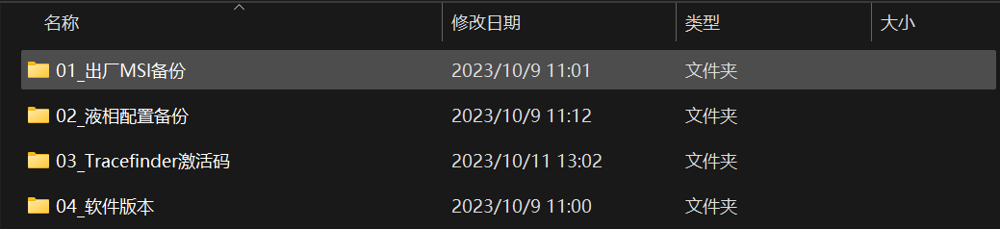 名称 修改日期 类型 大小
01_出厂MSI备份 2023/10/9 11:01 文件夹
02_液相配置备份 2023/10/9 11:12 文件夹
03_Tracefinder激活码 2023/10/11 13:02 文件夹
04_软件版本 2023/10/9 11:00 文件夹